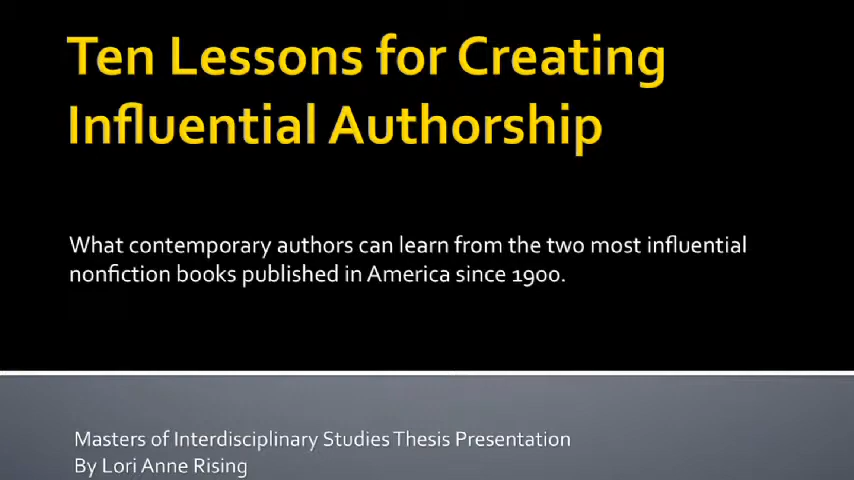 Ten Lessons for Creating
Influential Authorship
What contemporary authors can learn from the two most influential
nonfiction books published in America since 1900.
Masters of Interdisciplinary Studies Thesis Presentation
By Lori Anne Rising